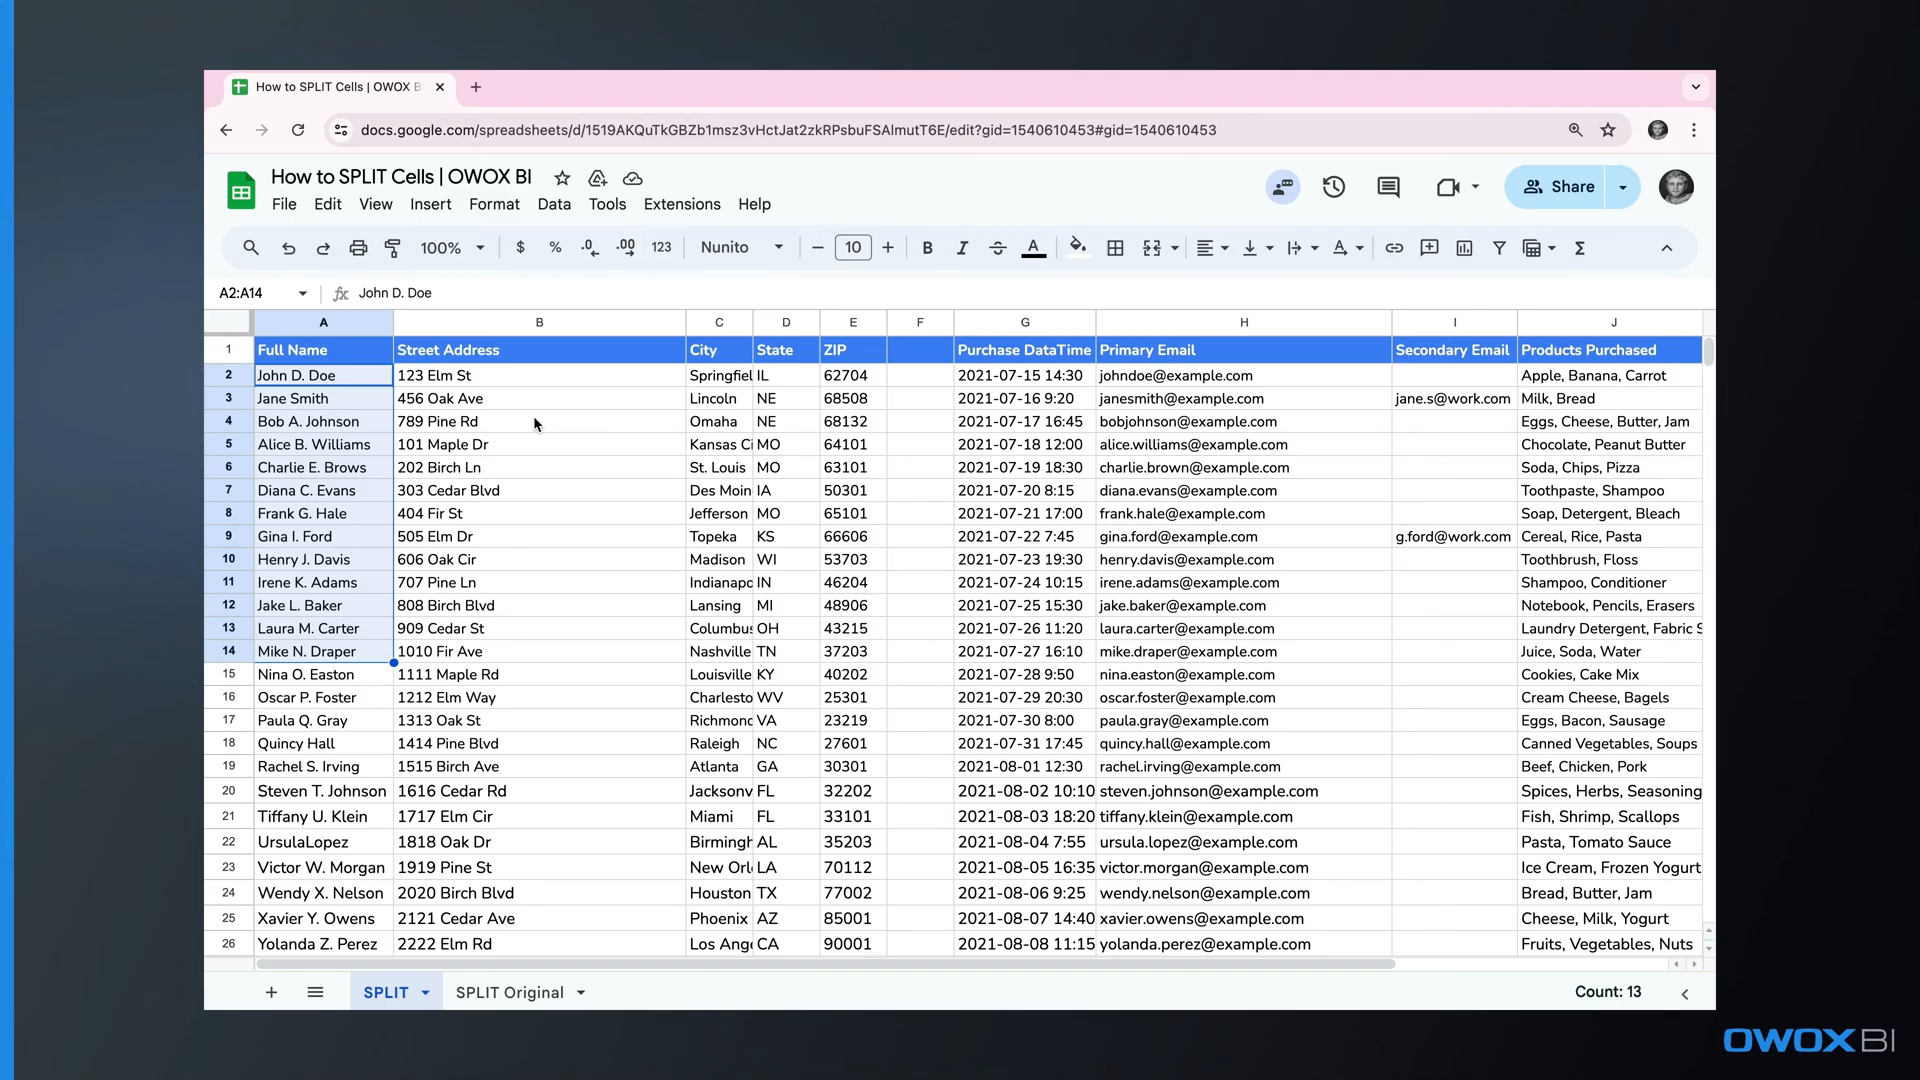 How to SPLIT Cells | OWOX B
docs.google.com/spreadsheets/d/1519AKQuTkGBZb1msz3vHctJat2zkRPsbuFSAlmutT6E/edit?gid=1540610453#gid=1540610453
How to SPLIT Cells | OWOX BI
Share
File Edit View Insert Format Data Tools Extensions Help
100% $ % .0 .00 123 Nunito 10 B I A
A2:A14 fx John D. Doe
A B C D E F G H I J
1 Full Name Street Address City State ZIP Purchase DataTime Primary Email Secondary Email Products Purchased
2 John D. Doe 123 Elm St Springfiel IL 62704 2021-07-15 14:30 johndoe@example.com Apple, Banana, Carrot
3 Jane Smith 456 Oak Ave Lincoln NE 68508 2021-07-16 9:20 janesmith@example.com jane.s@work.com Milk, Bread
4 Bob A. Johnson 789 Pine Rd Omaha NE 68132 2021-07-17 16:45 bobjohnson@example.com Eggs, Cheese, Butter, Jam
5 Alice B. Williams 101 Maple Dr Kansas Ci MO 64101 2021-07-18 12:00 alice.williams@example.com Chocolate, Peanut Butter
6 Charlie E. Brows 202 Birch Ln St. Louis MO 63101 2021-07-19 18:30 charlie.brown@example.com Soda, Chips, Pizza
7 Diana C. Evans 303 Cedar Blvd Des Moin IA 50301 2021-07-20 8:15 diana.evans@example.com Toothpaste, Shampoo
8 Frank G. Hale 404 Fir St Jefferson MO 65101 2021-07-21 17:00 frank.hale@example.com Soap, Detergent, Bleach
9 Gina I. Ford 505 Elm Dr Topeka KS 66606 2021-07-22 7:45 gina.ford@example.com g.ford@work.com Cereal, Rice, Pasta
10 Henry J. Davis 606 Oak Cir Madison WI 53703 2021-07-23 19:30 henry.davis@example.com Toothbrush, Floss
11 Irene K. Adams 707 Pine Ln Indianapo IN 46204 2021-07-24 10:15 irene.adams@example.com Shampoo, Conditioner
12 Jake L. Baker 808 Birch Blvd Lansing MI 48906 2021-07-25 15:30 jake.baker@example.com Notebook, Pencils, Erasers
13 Laura M. Carter 909 Cedar St Columbus OH 43215 2021-07-26 11:20 laura.carter@example.com Laundry Detergent, Fabric S
14 Mike N. Draper 1010 Fir Ave Nashville TN 37203 2021-07-27 16:10 mike.draper@example.com Juice, Soda, Water
15 Nina O. Easton 1111 Maple Rd Louisville KY 40202 2021-07-28 9:50 nina.easton@example.com Cookies, Cake Mix
16 Oscar P. Foster 1212 Elm Way Charlesto WV 25301 2021-07-29 20:30 oscar.foster@example.com Cream Cheese, Bagels
17 Paula Q. Gray 1313 Oak St Richmond VA 23219 2021-07-30 8:00 paula.gray@example.com Eggs, Bacon, Sausage
18 Quincy Hall 1414 Pine Blvd Raleigh NC 27601 2021-07-31 17:45 quincy.hall@example.com Canned Vegetables, Soups
19 Rachel S. Irving 1515 Birch Ave Atlanta GA 30301 2021-08-01 12:30 rachel.irving@example.com Beef, Chicken, Pork
20 Steven T. Johnson 1616 Cedar Rd Jacksonv FL 32202 2021-08-02 10:10 steven.johnson@example.com Spices, Herbs, Seasoning
21 Tiffany U. Klein 1717 Elm Cir Miami FL 33101 2021-08-03 18:20 tiffany.klein@example.com Fish, Shrimp, Scallops
22 UrsulaLopez 1818 Oak Dr Birmingh AL 35203 2021-08-04 7:55 ursula.lopez@example.com Pasta, Tomato Sauce
23 Victor W. Morgan 1919 Pine St New Orl LA 70112 2021-08-05 16:35 victor.morgan@example.com Ice Cream, Frozen Yogurt
24 Wendy X. Nelson 2020 Birch Blvd Houston TX 77002 2021-08-06 9:25 wendy.nelson@example.com Bread, Butter, Jam
25 Xavier Y. Owens 2121 Cedar Ave Phoenix AZ 85001 2021-08-07 14:40 xavier.owens@example.com Cheese, Milk, Yogurt
26 Yolanda Z. Perez 2222 Elm Rd Los Ange CA 90001 2021-08-08 11:15 yolanda.perez@example.com Fruits, Vegetables, Nuts
SPLIT SPLIT Original Count: 13
OWOX BI